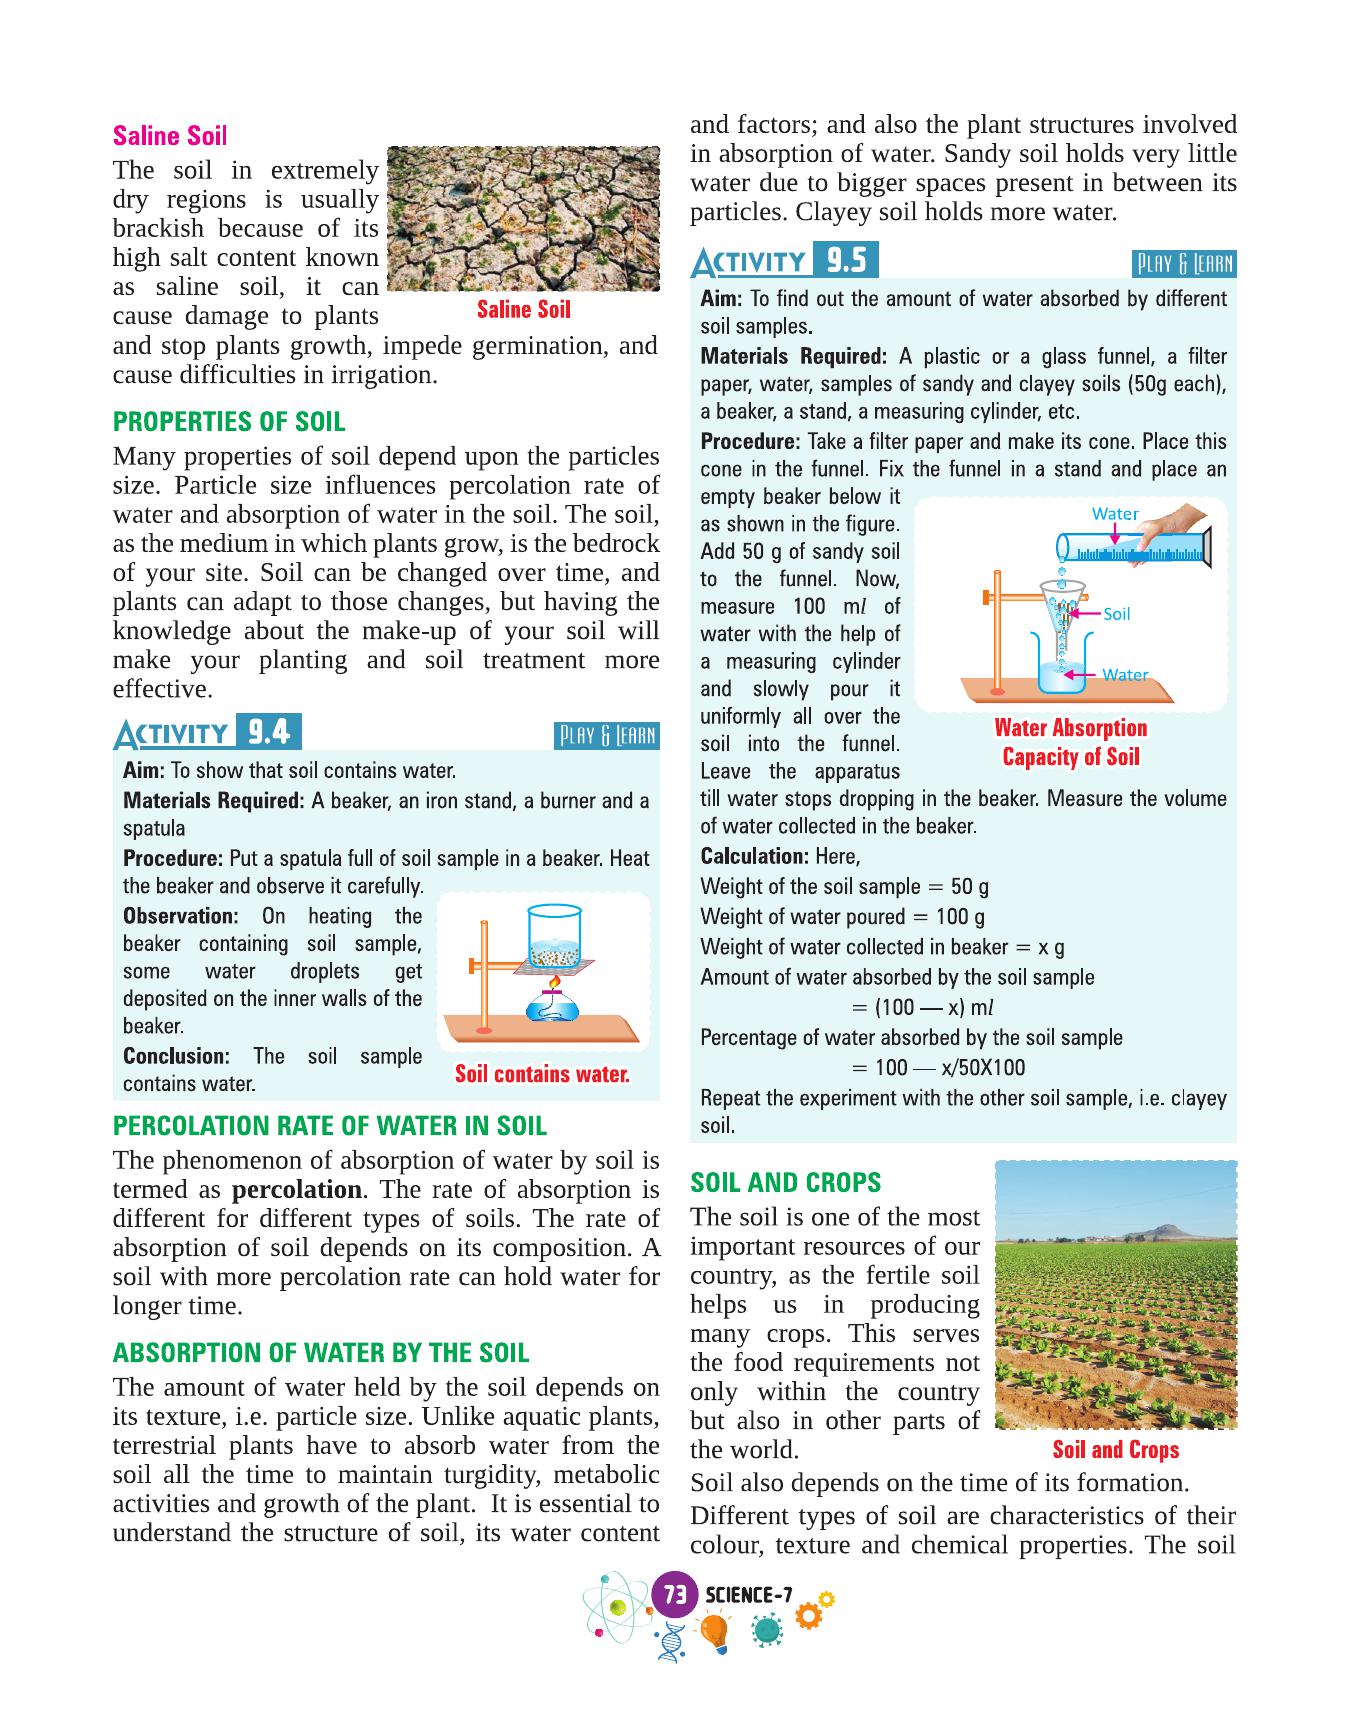 Saline Soil
The soil in extremely
dry regions is usually
brackish because of its
high salt content known
as saline soil, it can
cause damage to plants
and stop plants growth, impede germination, and
cause difficulties in irrigation.
Saline Soil
PROPERTIES OF SOIL
Many properties of soil depend upon the particles
size. Particle size influences percolation rate of
water and absorption of water in the soil. The soil,
as the medium in which plants grow, is the bedrock
of your site. Soil can be changed over time, and
plants can adapt to those changes, but having the
knowledge about the make-up of your soil will
make your planting and soil treatment more
effective.
ACTIVITY 9.4 PLAY & LEARN
Aim: To show that soil contains water.
Materials Required: A beaker, an iron stand, a burner and a
spatula
Procedure: Put a spatula full of soil sample in a beaker. Heat
the beaker and observe it carefully.
Observation: On heating the
beaker containing soil sample,
some water droplets get
deposited on the inner walls of the
beaker.
Conclusion: The soil sample
contains water.
Soil contains water.
PERCOLATION RATE OF WATER IN SOIL
The phenomenon of absorption of water by soil is
termed as percolation. The rate of absorption is
different for different types of soils. The rate of
absorption of soil depends on its composition. A
soil with more percolation rate can hold water for
longer time.
ABSORPTION OF WATER BY THE SOIL
The amount of water held by the soil depends on
its texture, i.e. particle size. Unlike aquatic plants,
terrestrial plants have to absorb water from the
soil all the time to maintain turgidity, metabolic
activities and growth of the plant. It is essential to
understand the structure of soil, its water content
and factors; and also the plant structures involved
in absorption of water. Sandy soil holds very little
water due to bigger spaces present in between its
particles. Clayey soil holds more water.
ACTIVITY 9.5 PLAY & LEARN
Aim: To find out the amount of water absorbed by different
soil samples.
Materials Required: A plastic or a glass funnel, a filter
paper, water, samples of sandy and clayey soils (50g each),
a beaker, a stand, a measuring cylinder, etc.
Procedure: Take a filter paper and make its cone. Place this
cone in the funnel. Fix the funnel in a stand and place an
empty beaker below it
as shown in the figure.
Add 50 g of sandy soil
to the funnel. Now,
measure 100 ml of
water with the help of
a measuring cylinder
and slowly pour it
uniformly all over the
soil into the funnel.
Leave the apparatus
till water stops dropping in the beaker. Measure the volume
of water collected in the beaker.
Water
Soil
Water
Water Absorption
Capacity of Soil
Calculation: Here,
Weight of the soil sample = 50 g
Weight of water poured = 100 g
Weight of water collected in beaker = x g
Amount of water absorbed by the soil sample
= (100 — x) ml
Percentage of water absorbed by the soil sample
= 100 — x/50X100
Repeat the experiment with the other soil sample, i.e. clayey
soil.
SOIL AND CROPS
The soil is one of the most
important resources of our
country, as the fertile soil
helps us in producing
many crops. This serves
the food requirements not
only within the country
but also in other parts of
the world.
Soil and Crops
Soil also depends on the time of its formation.
Different types of soil are characteristics of their
colour, texture and chemical properties. The soil
73 SCIENCE-7